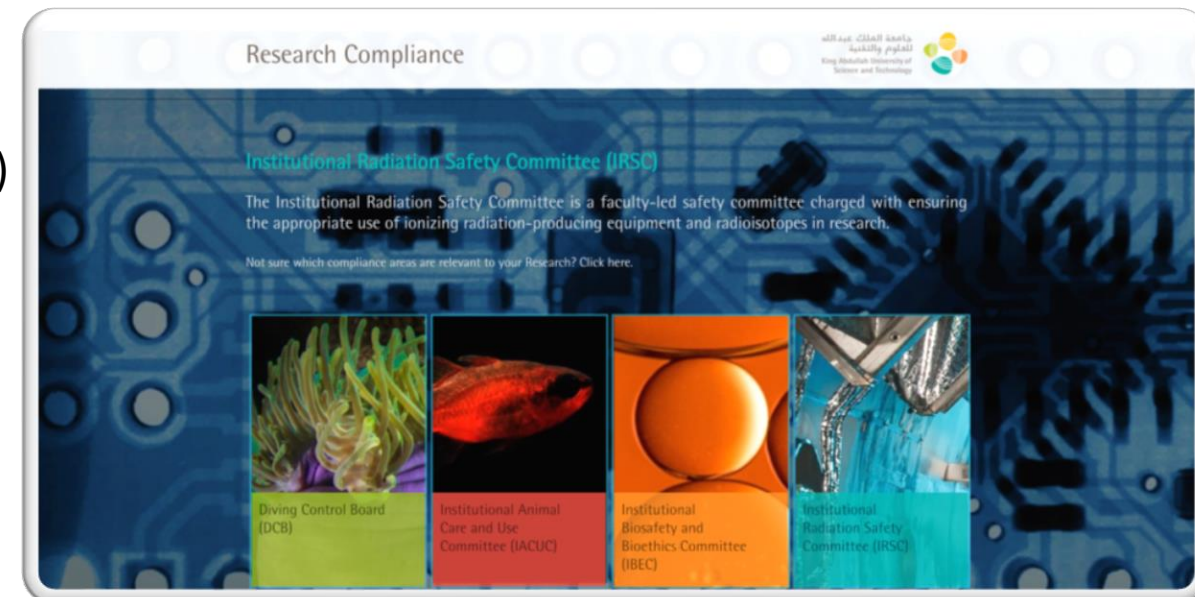 )
Research Compliance
جامعة الملك عبدالله
للعلوم والتقنية
King Abdullah University of
Science and Technology
Institutional Radiation Safety Committee (IRSC)
The Institutional Radiation Safety Committee is a faculty-led safety committee charged with ensuring
the appropriate use of ionizing radiation-producing equipment and radioisotopes in research.
Not sure which compliance areas are relevant to your Research? Click here.
Diving Control Board
(DCB)
Institutional Animal
Care and Use
Committee (IACUC)
Institutional
Biosafety and
Bioethics Committee
(IBEC)
Institutional
Radiation Safety
Committee (IRSC)